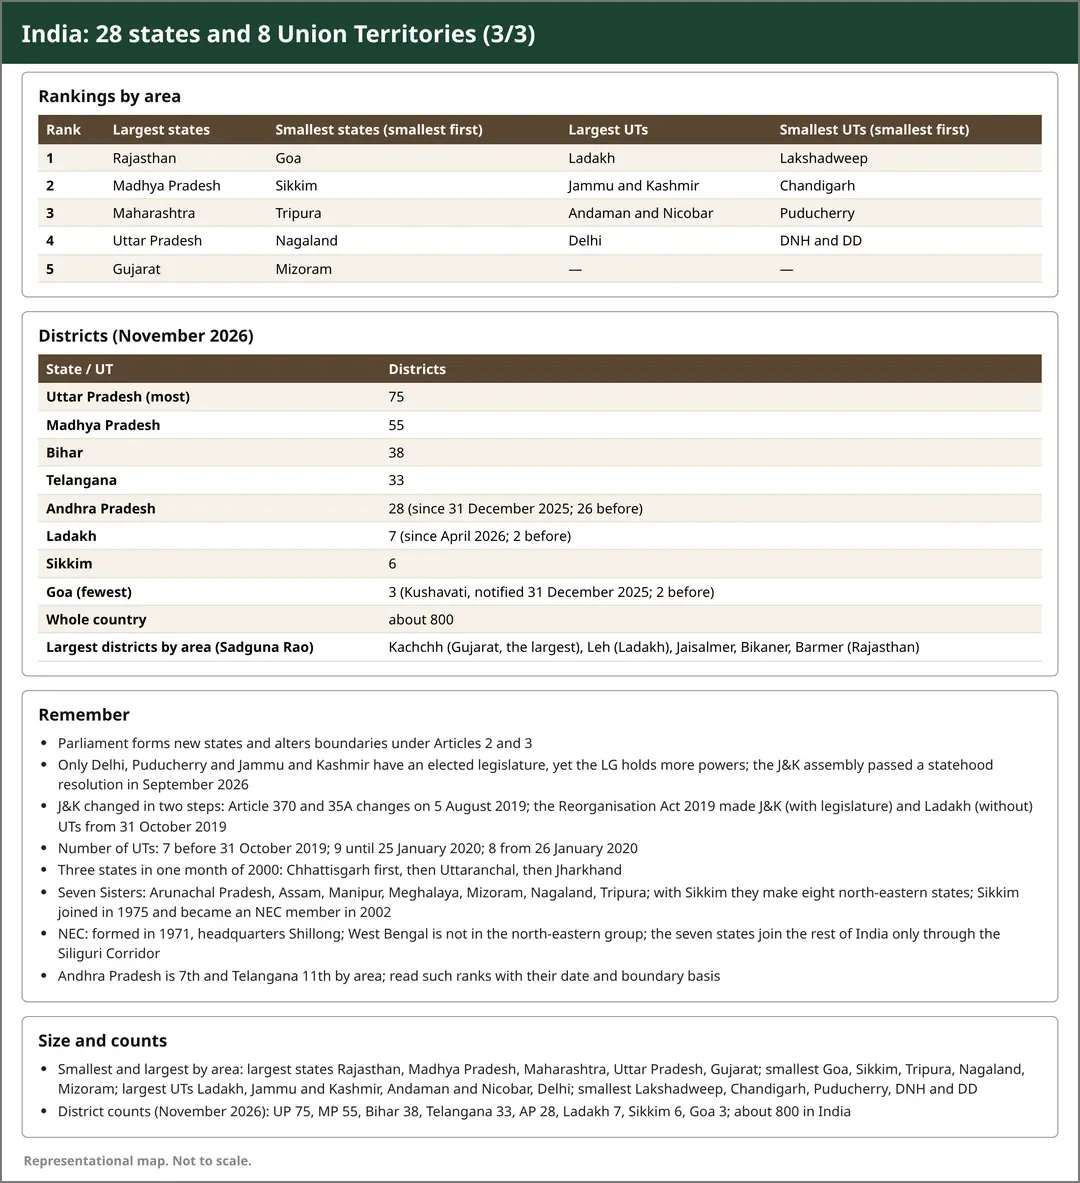 India: 28 states and 8 Union Territories (3/3)
Rankings by area
Rank Largest states Smallest states (smallest first) Largest UTs Smallest UTs (smallest first)
1 Rajasthan Goa Ladakh Lakshadweep
2 Madhya Pradesh Sikkim Jammu and Kashmir Chandigarh
3 Maharashtra Tripura Andaman and Nicobar Puducherry
4 Uttar Pradesh Nagaland Delhi DNH and DD
5 Gujarat Mizoram — —
Districts (November 2026)
State / UT Districts
Uttar Pradesh (most) 75
Madhya Pradesh 55
Bihar 38
Telangana 33
Andhra Pradesh 28 (since 31 December 2025; 26 before)
Ladakh 7 (since April 2026; 2 before)
Sikkim 6
Goa (fewest) 3 (Kushavati, notified 31 December 2025; 2 before)
Whole country about 800
Largest districts by area (Sadguna Rao) Kachchh (Gujarat, the largest), Leh (Ladakh), Jaisalmer, Bikaner, Barmer (Rajasthan)
Remember
• Parliament forms new states and alters boundaries under Articles 2 and 3
• Only Delhi, Puducherry and Jammu and Kashmir have an elected legislature, yet the LG holds more powers; the J&K assembly passed a statehood
resolution in September 2026
• J&K changed in two steps: Article 370 and 35A changes on 5 August 2019; the Reorganisation Act 2019 made J&K (with legislature) and Ladakh (without)
UTs from 31 October 2019
• Number of UTs: 7 before 31 October 2019; 9 until 25 January 2020; 8 from 26 January 2020
• Three states in one month of 2000: Chhattisgarh first, then Uttaranchal, then Jharkhand
• Seven Sisters: Arunachal Pradesh, Assam, Manipur, Meghalaya, Mizoram, Nagaland, Tripura; with Sikkim they make eight north-eastern states; Sikkim
joined in 1975 and became an NEC member in 2002
• NEC: formed in 1971, headquarters Shillong; West Bengal is not in the north-eastern group; the seven states join the rest of India only through the
Siliguri Corridor
• Andhra Pradesh is 7th and Telangana 11th by area; read such ranks with their date and boundary basis
Size and counts
• Smallest and largest by area: largest states Rajasthan, Madhya Pradesh, Maharashtra, Uttar Pradesh, Gujarat; smallest Goa, Sikkim, Tripura, Nagaland,
Mizoram; largest UTs Ladakh, Jammu and Kashmir, Andaman and Nicobar, Delhi; smallest Lakshadweep, Chandigarh, Puducherry, DNH and DD
• District counts (November 2026): UP 75, MP 55, Bihar 38, Telangana 33, AP 28, Ladakh 7, Sikkim 6, Goa 3; about 800 in India
Representational map. Not to scale.